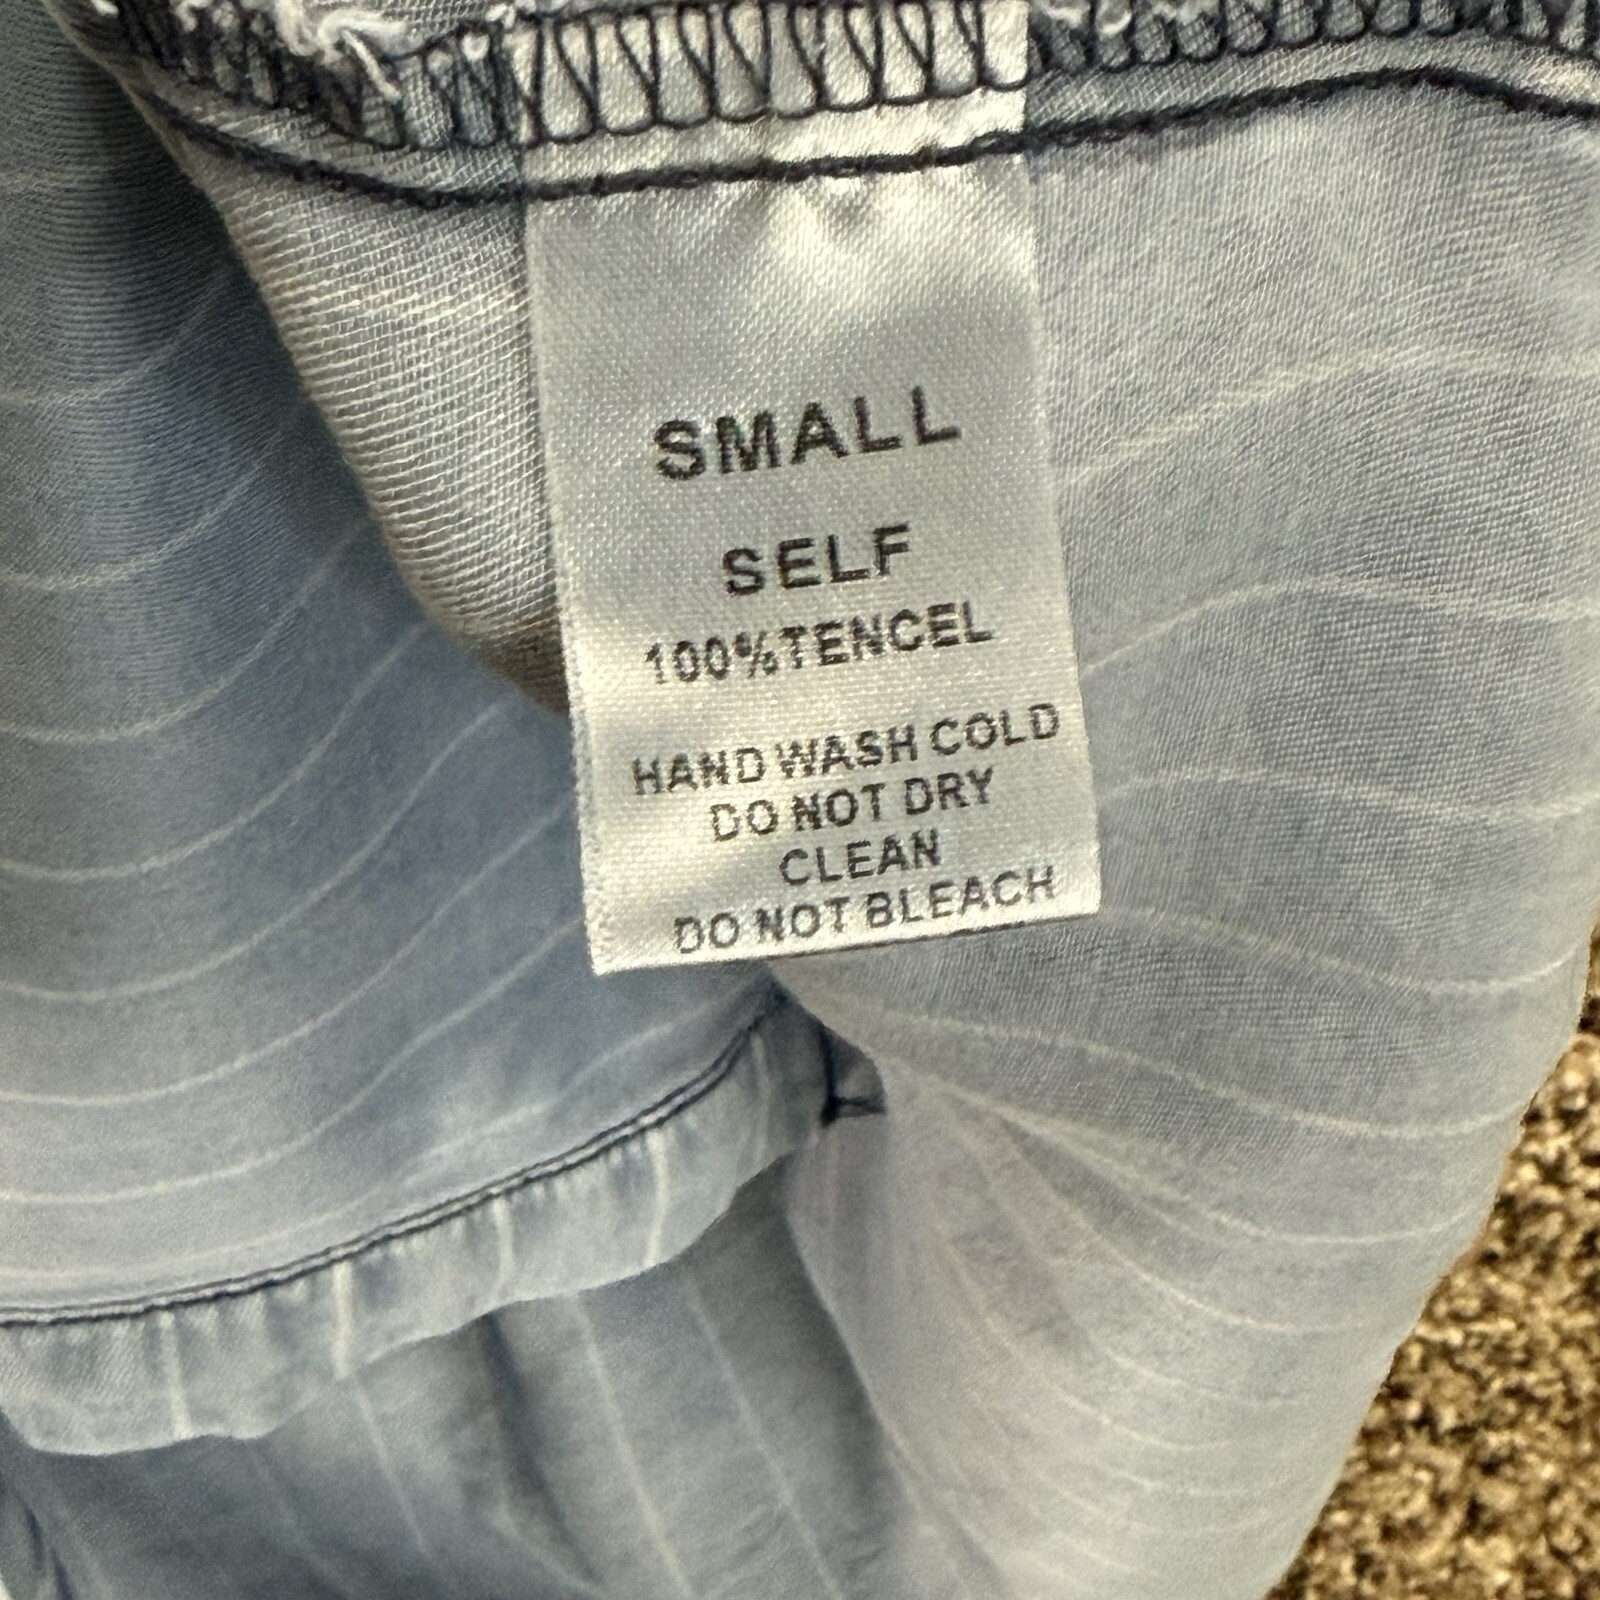 SMALL
SELF
100%TENCEL
HAND WASH COLD
DO NOT DRY
CLEAN
DO NOT BLEACH